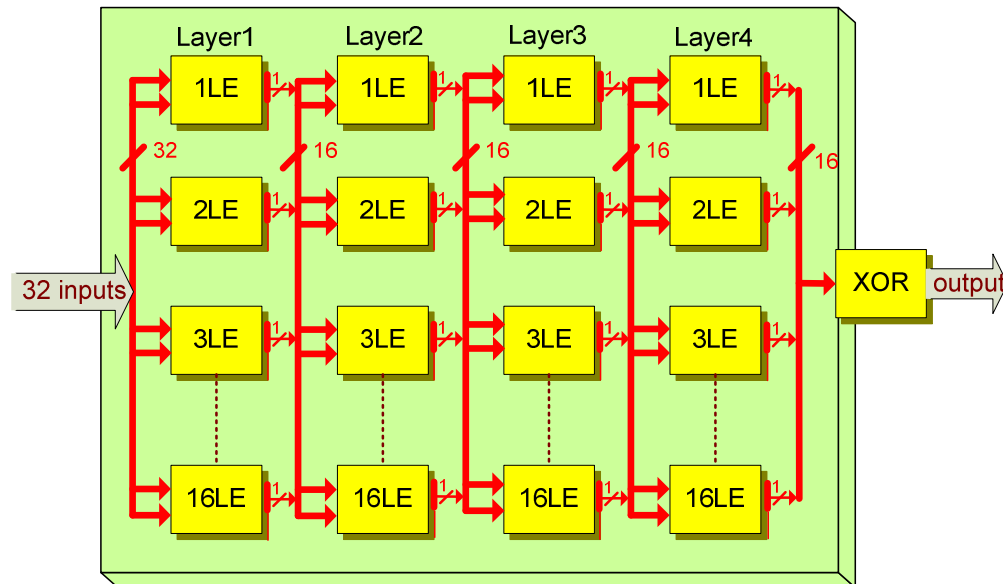 Layer1 Layer2 Layer3 Layer4
1LE 1 1LE 1 1LE 1 1LE 1
32 16 16 16 16
2LE 1 2LE 1 2LE 1 2LE 1
32 inputs
XOR
output
3LE 1 3LE 1 3LE 1 3LE 1
16LE 1 16LE 1 16LE 1 16LE 1